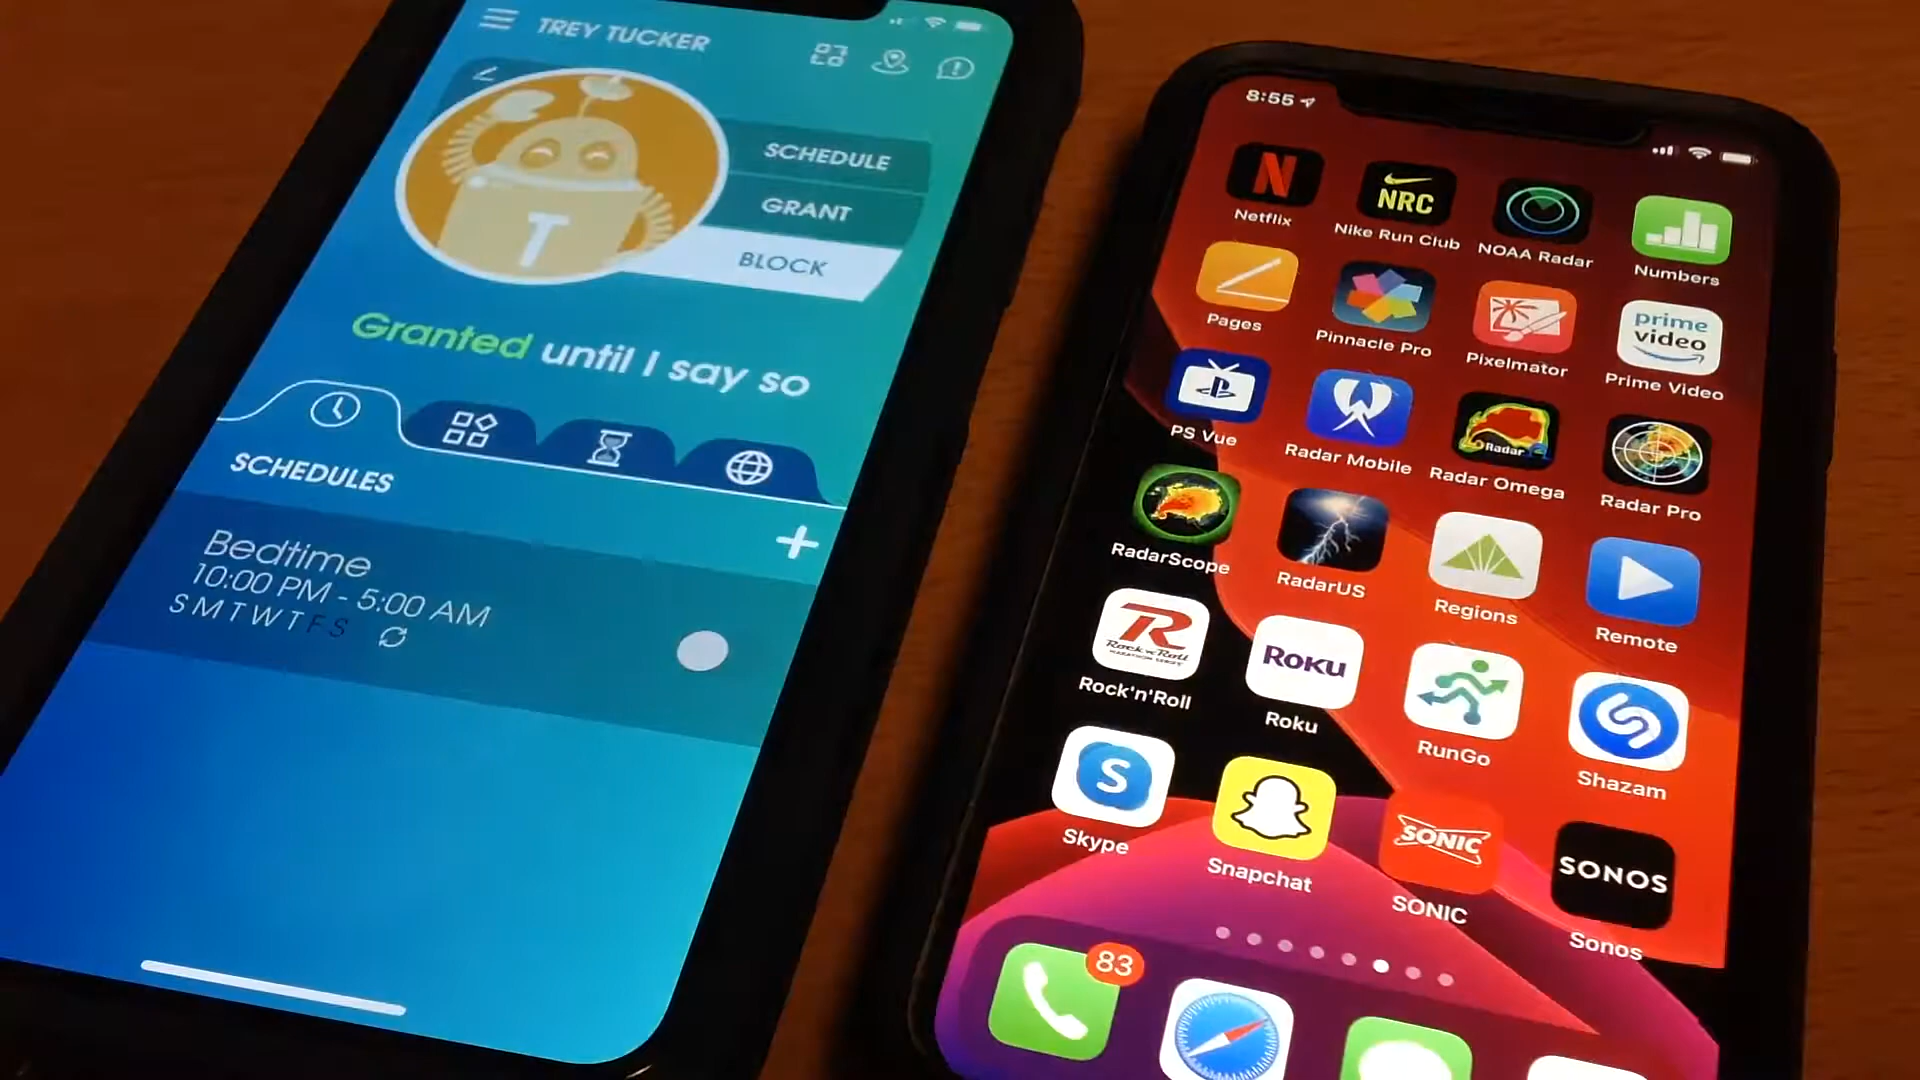 TREY TUCKER
T
SCHEDULE
GRANT
BLOCK
Granted until I say so
SCHEDULES
Bedtime
10:00 PM - 5:00 AM
S M T W T F S
8:55
N
NRC
Netflix
Nike Run Club
NOAA Radar
Numbers
prime
video
Pages
Pinnacle Pro
Pixelmator
Prime Video
Radar
PS Vue
Radar Mobile
Radar Omega
Radar Pro
RadarScope
RadarUS
Regions
Remote
R
Rock'n'Roll
MARATHON SERIES
ROKU
Rock'n'Roll
Roku
RunGo
Shazam
S
SONIC
SONOS
Skype
Snapchat
SONIC
Sonos
83